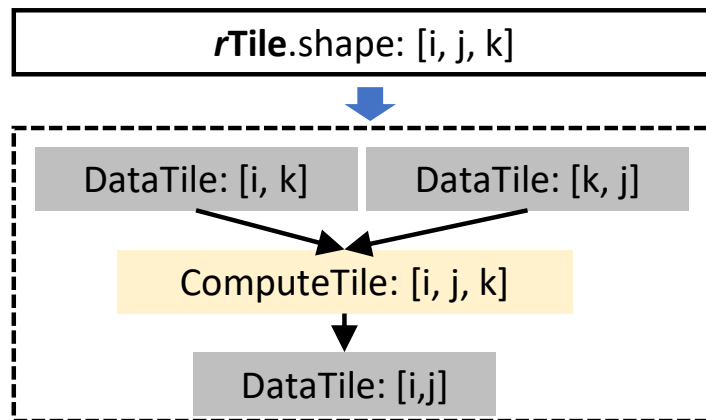 rTile.shape: [i, j, k]
DataTile: [i, k]
DataTile: [k, j]
ComputeTile: [i, j, k]
DataTile: [i,j]